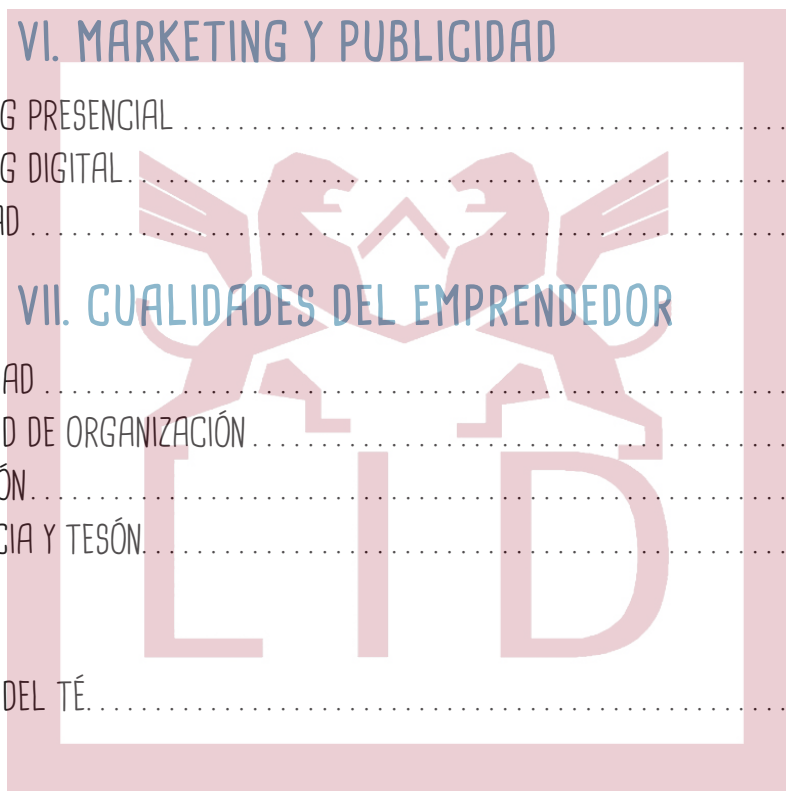 VI. MARKETING Y PUBLICIDAD
G PRESENCIAL
G DIGITAL
AD
VII. CUALIDADES DEL EMPRENDEDOR
AD
D DE ORGANIZACIÓN
ÓN
CIA Y TESÓN
DEL TÉ
LID